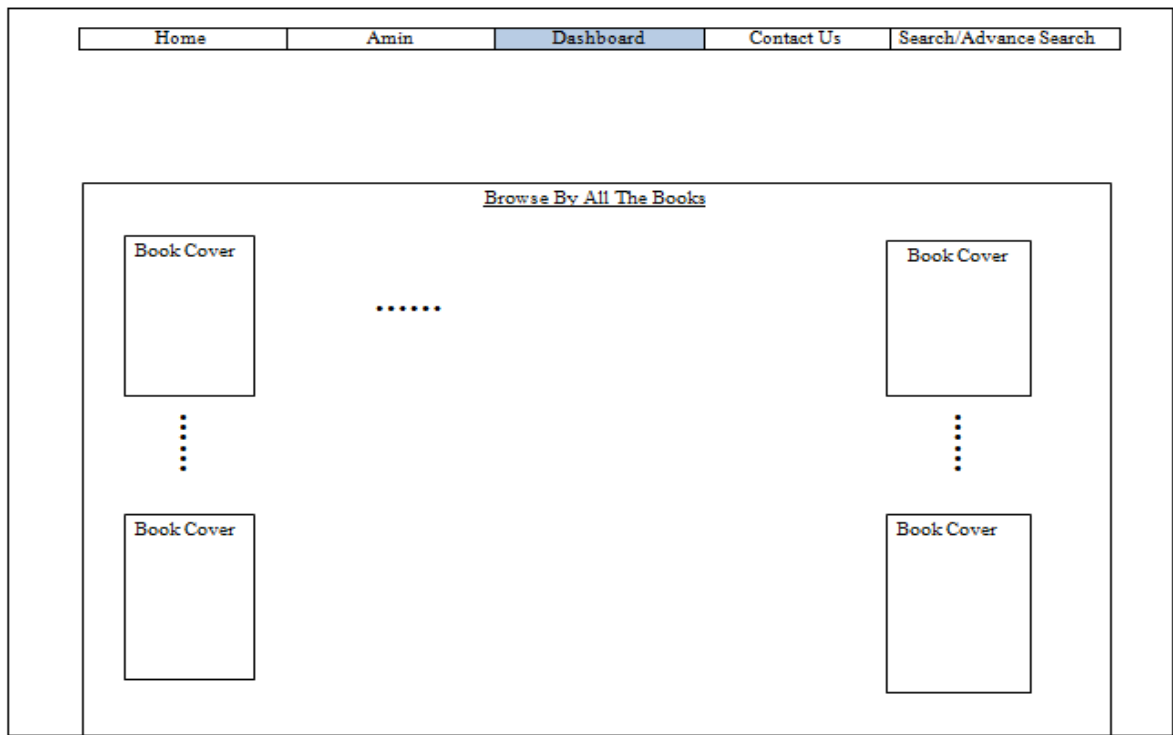 Home Amin Dashboard Contact Us Search/Advance Search
Browse By All The Books
Book Cover Book Cover
......
Book Cover Book Cover